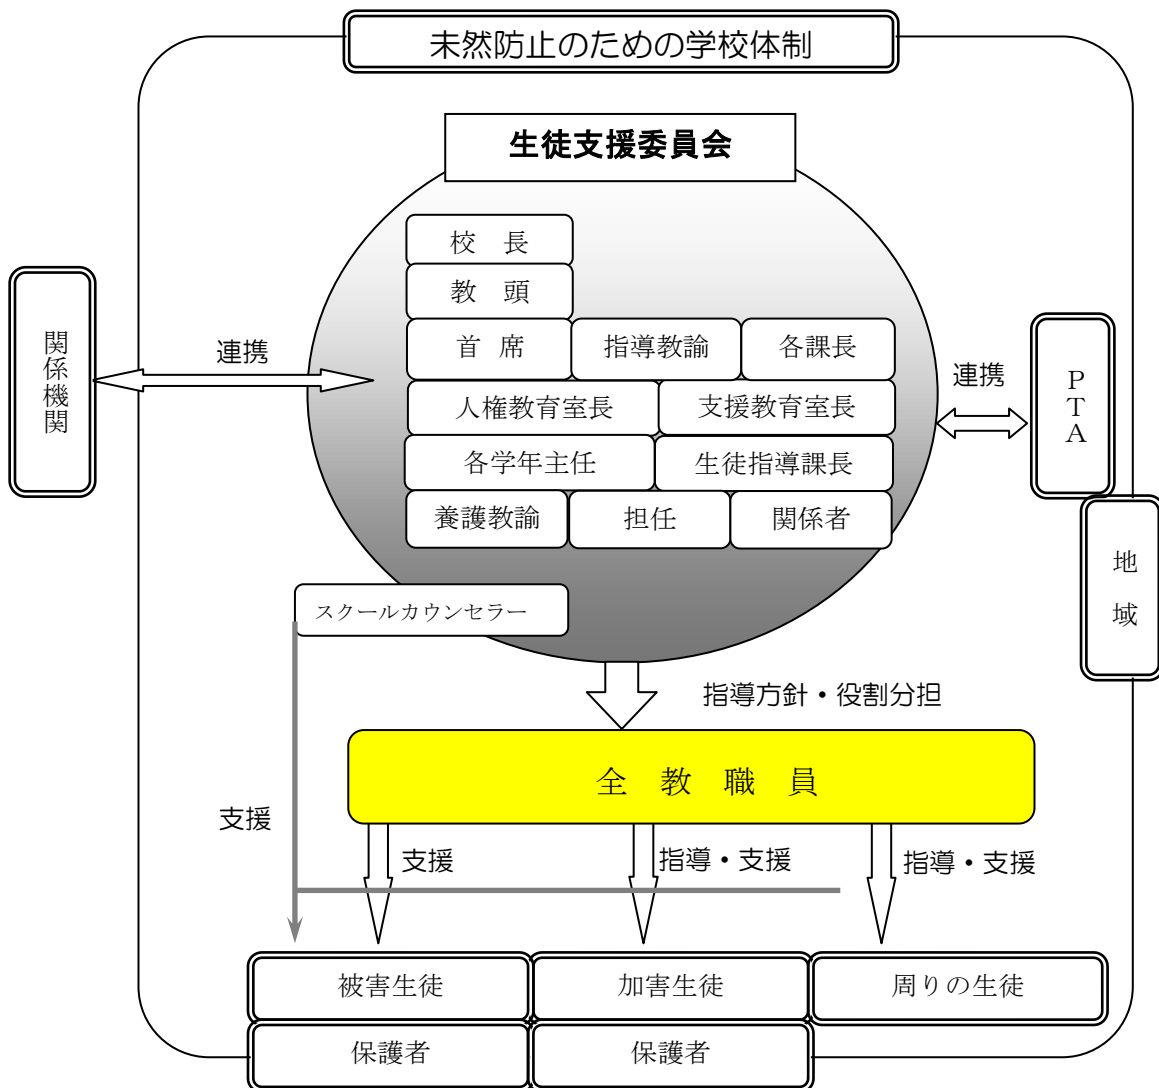 未然防止のための学校体制
生徒支援委員会
校　長
教　頭
首 席
指導教諭
各課長
人権教育室長
支援教育室長
各学年主任
生徒指導課長
養護教諭
担任
関係者
スクールカウンセラー
関係機関
連携
連携
PTA
地域
指導方針・役割分担
全 教 職 員
支援
支援
指導・支援
指導・支援
被害生徒
加害生徒
周りの生徒
保護者
保護者